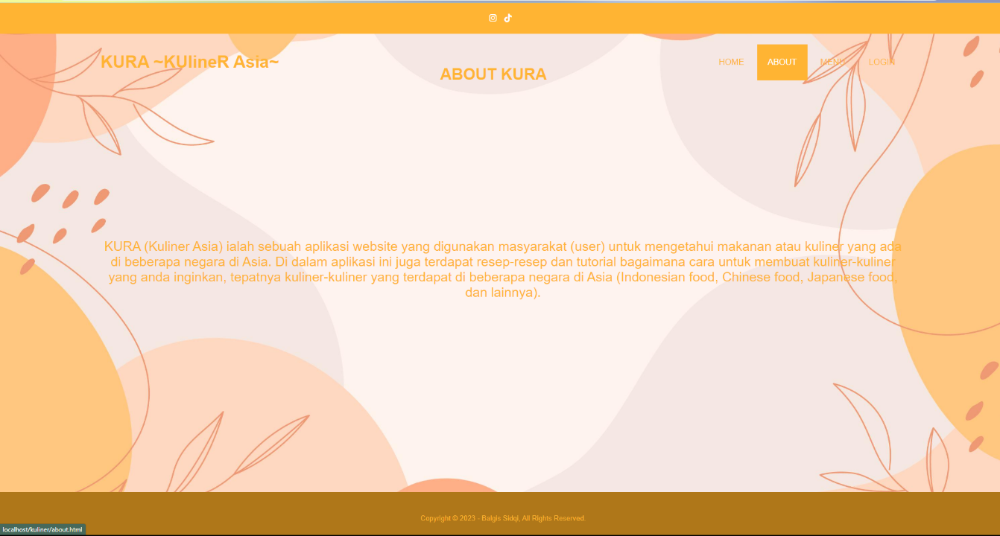 KURA ~KUlineR Asia~
ABOUT KURA
HOME ABOUT MENU LOGIN
KURA (Kuliner Asia) ialah sebuah aplikasi website yang digunakan masyarakat (user) untuk mengetahui makanan atau kuliner yang ada
di beberapa negara di Asia. Di dalam aplikasi ini juga terdapat resep-resep dan tutorial bagaimana cara untuk membuat kuliner-kuliner
yang anda inginkan, tepatnya kuliner-kuliner yang terdapat di beberapa negara di Asia (Indonesian food, Chinese food, Japanese food,
dan lainnya).
Copyright © 2023 - Balgis Sidqi, All Rights Reserved.
localhost/kuliner/about.html